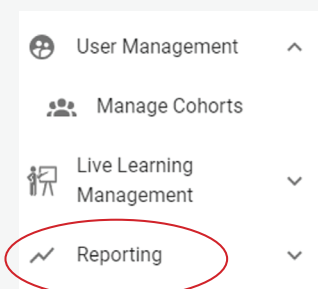 User Management
Manage Cohorts
Live Learning
Management
Reporting